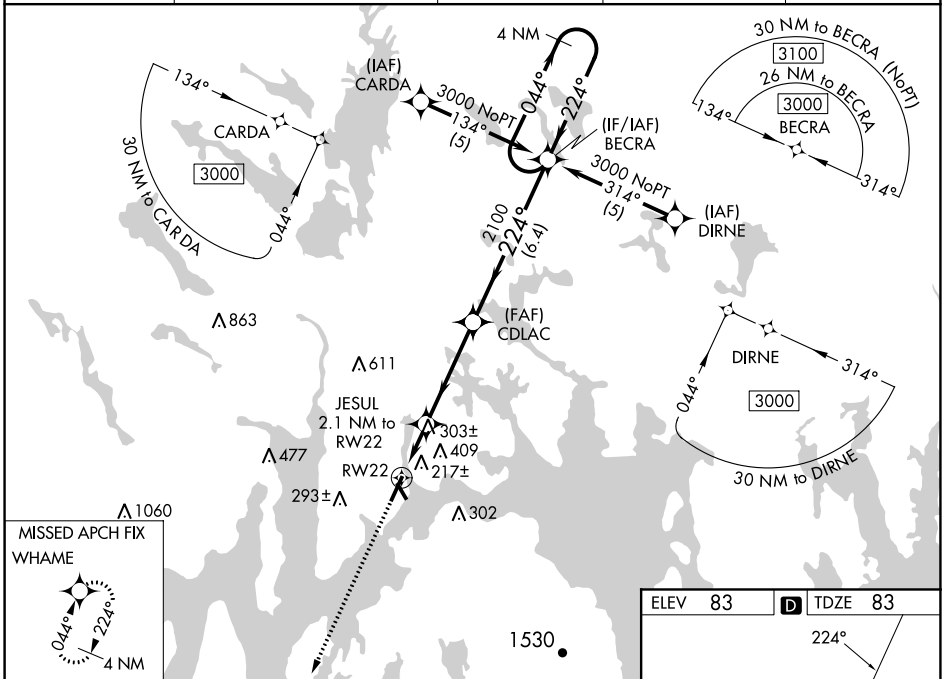 4 NM
044°
224°
(IAF)
CARDA
3000 NoPT
134°
(5)
(IF/IAF)
BECRA
3000 NoPT
314°
(5)
(IAF)
DIRNE
134°
CARDA
3000
044°
30 NM to CARDA
30 NM to BECRA (NoPT)
3100
26 NM to BECRA
3000
BECRA
134°
314°
2100
224°
(6.4)
(FAF)
CDLAC
863
611
JESUL
2.1 NM to
RW22
303±
409
217±
477
RW22
293±
302
1060
DIRNE
314°
044°
3000
30 NM to DIRNE
MISSED APCH FIX
WHAME
044°
224°
4 NM
1530
ELEV 83 D TDZE 83
224°